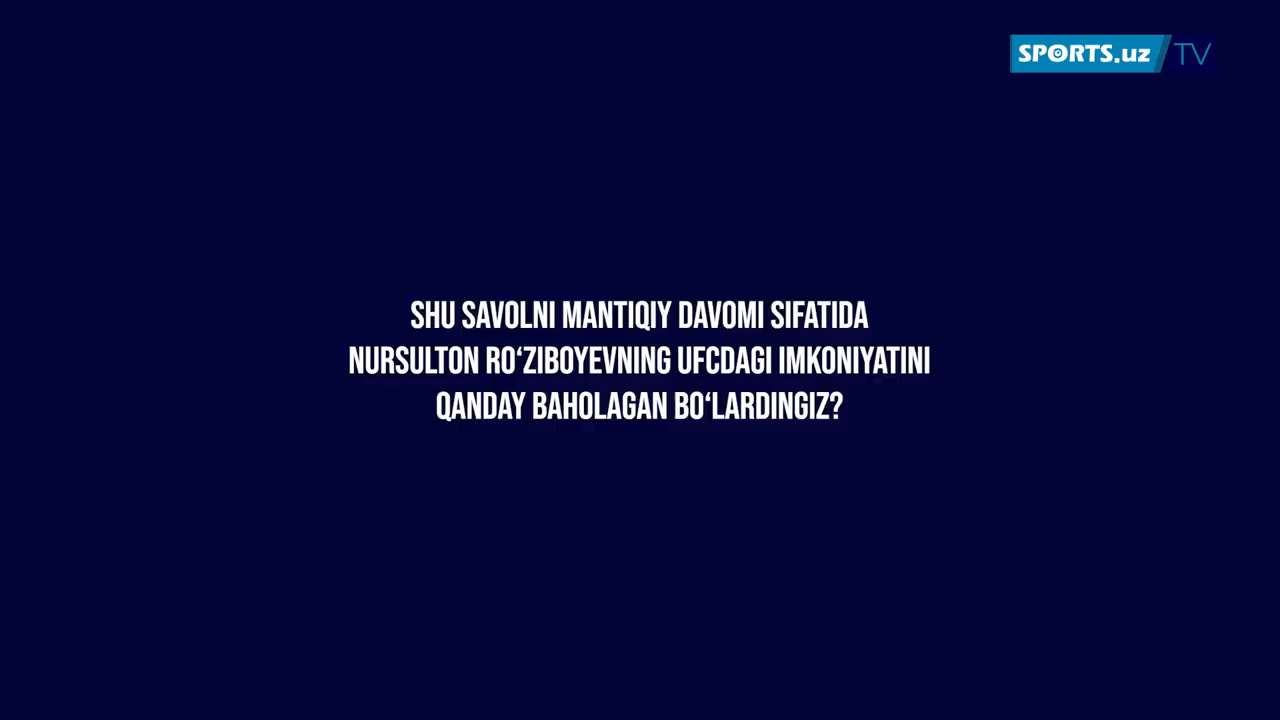 SPORTS.uz TV
SHU SAVOLNI MANTIQIY DAVOMI SIFATIDA
NURSULTON RO‘ZIBOYEVNING UFCDAGI IMKONIYATINI
QANDAY BAHOLAGAN BO‘LARDINGIZ?